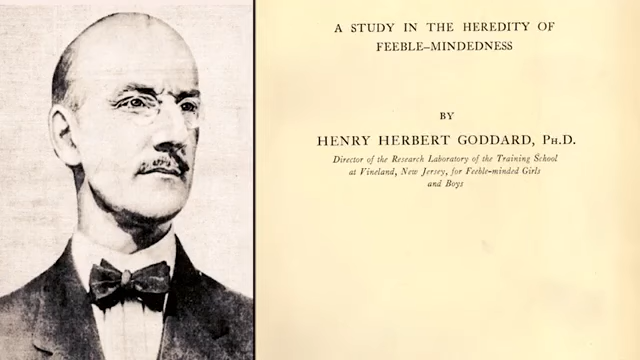 A STUDY IN THE HEREDITY OF
FEEBLE–MINDEDNESS
BY
HENRY HERBERT GODDARD, Ph.D.
Director of the Research Laboratory of the Training School
at Vineland, New Jersey, for Feeble-minded Girls
and Boys